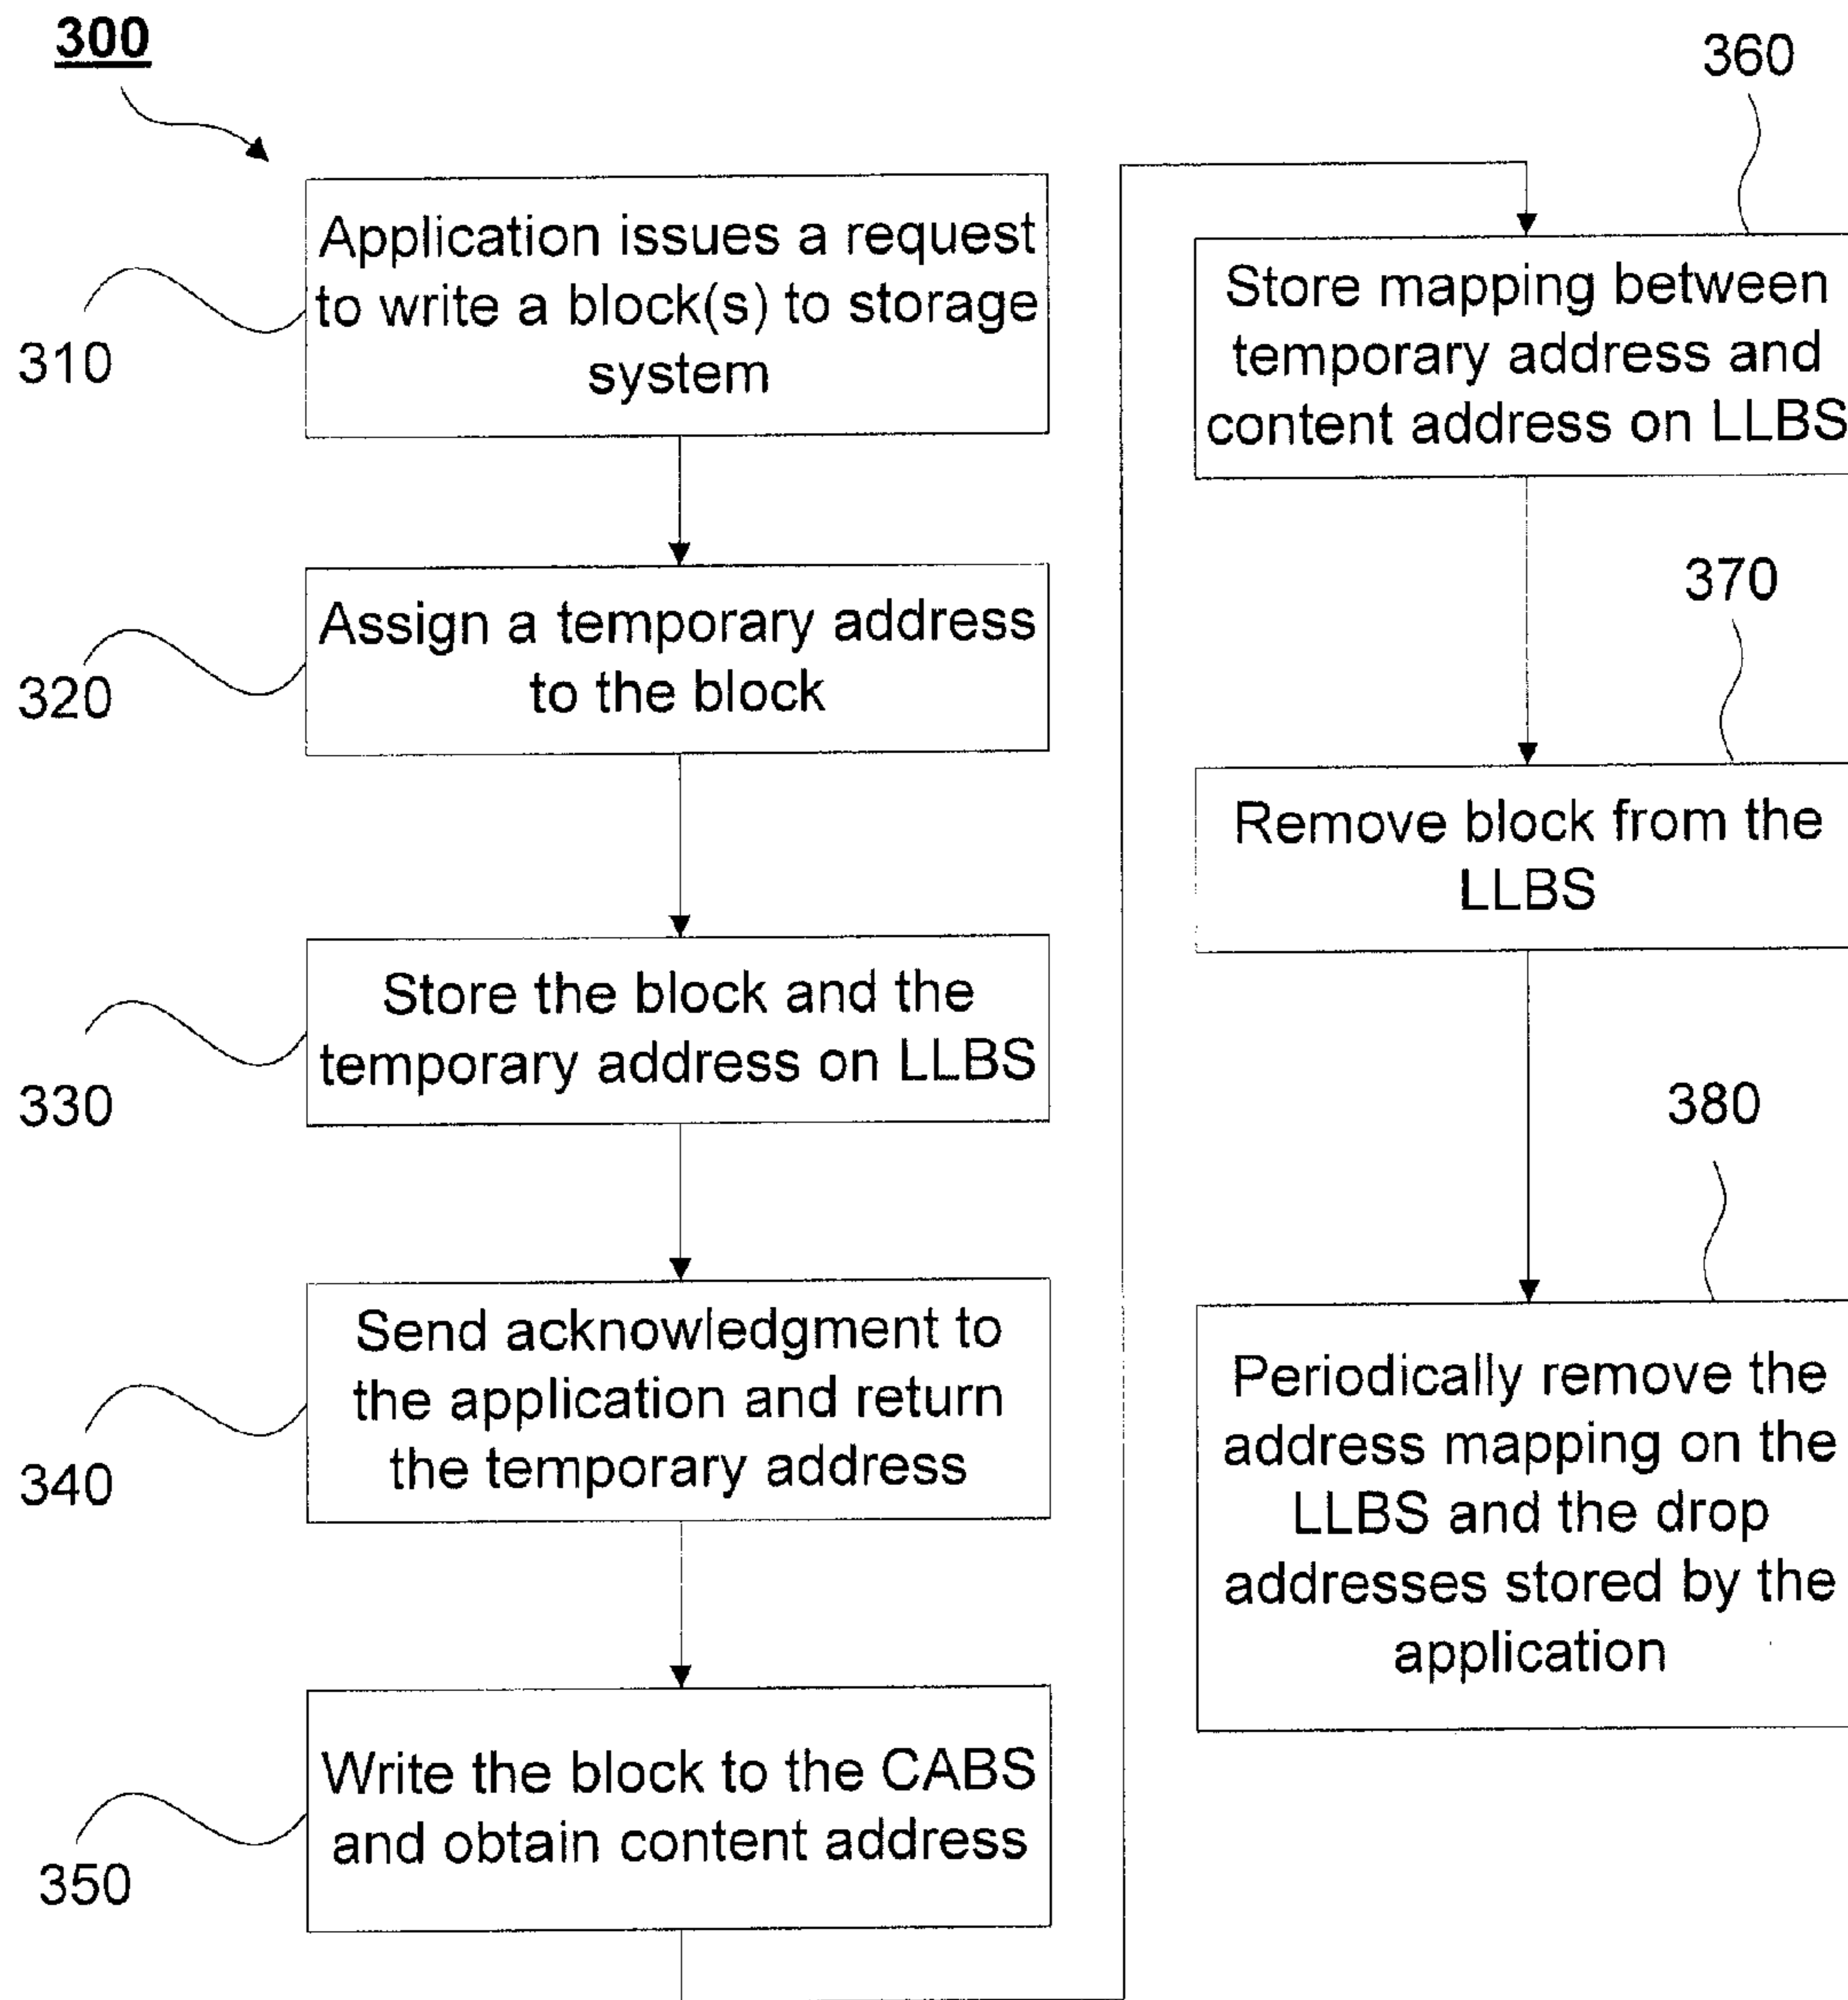 300
310
Application issues a request
to write a block(s) to storage
system
320
Assign a temporary address
to the block
330
Store the block and the
temporary address on LLBS
340
Send acknowledgment to
the application and return
the temporary address
350
Write the block to the CABS
and obtain content address
360
Store mapping between
temporary address and
content address on LLBS
370
Remove block from the
LLBS
380
Periodically remove the
address mapping on the
LLBS and the drop
addresses stored by the
application